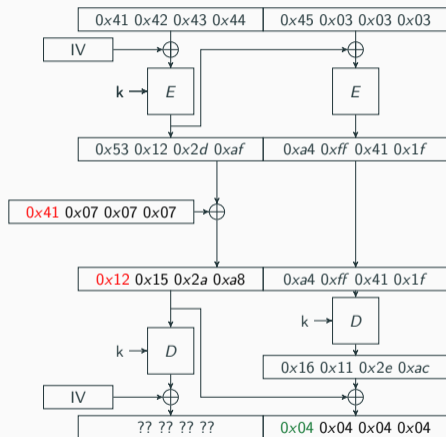 0x41 0x42 0x43 0x44 0x45 0x03 0x03 0x03
IV
k E E
0x53 0x12 0x2d 0xaf 0xa4 0xff 0x41 0x1f
0x41 0x07 0x07 0x07
0x12 0x15 0x2a 0xa8 0xa4 0xff 0x41 0x1f
k D
k D
0x16 0x11 0x2e 0xac
IV
?? ?? ?? ?? 0x04 0x04 0x04 0x04